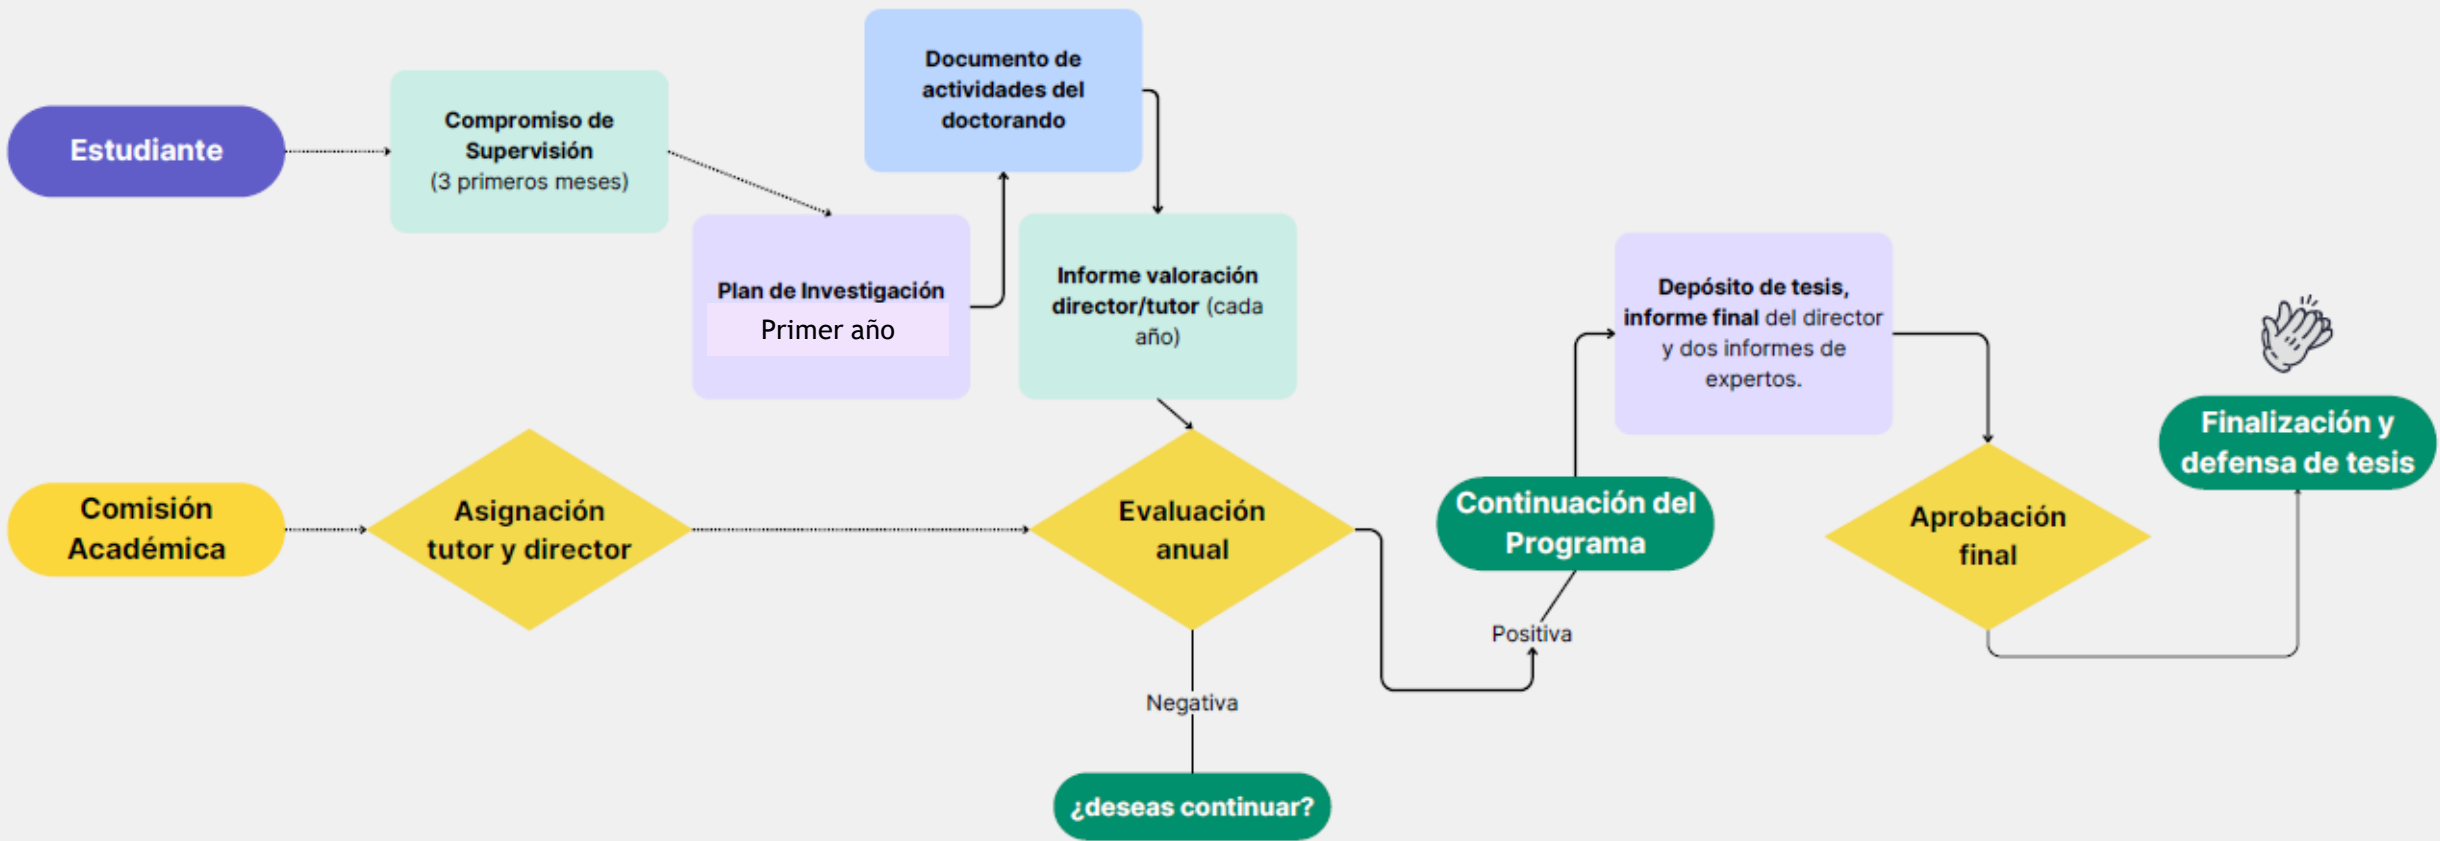 Estudiante
Compromiso de
Supervisión
(3 primeros meses)
Plan de Investigación
Primer año
Documento de
actividades del
doctorando
Informe valoración
director/tutor (cada
año)
Comisión
Académica
Asignación
tutor y director
Evaluación
anual
Negativa
¿deseas continuar?
Positiva
Continuación del
Programa
Depósito de tesis,
informe final del director
y dos informes de
expertos.
Aprobación
final
Finalización y
defensa de tesis